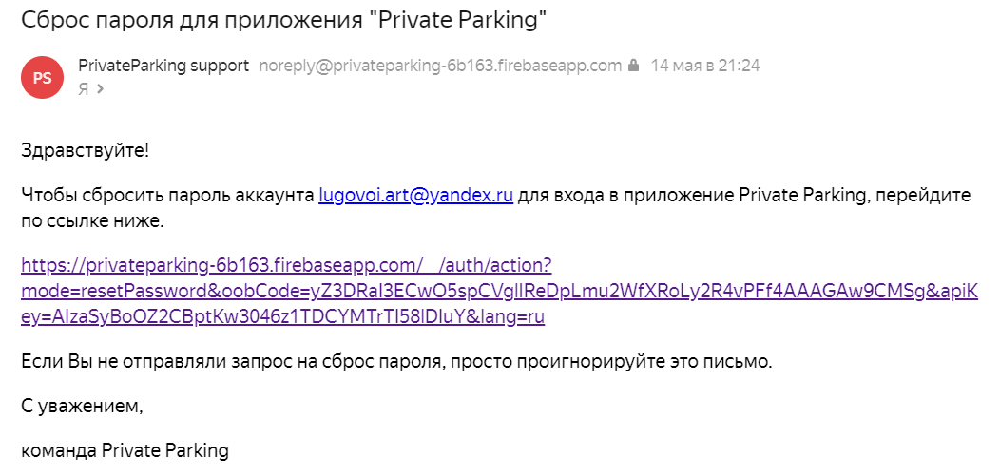 Сброс пароля для приложения "Private Parking"
PS
PrivateParking support noreply@privateparking-6b163.firebaseapp.com 14 мая в 21:24
Я >
Здравствуйте!
Чтобы сбросить пароль аккаунта lugovoi.art@yandex.ru для входа в приложение Private Parking, перейдите
по ссылке ниже.
https://privateparking-6b163.firebaseapp.com/__/auth/action?
mode=resetPassword&oobCode=yZ3DRaI3ECwO5spCVglIReDpLmu2WfXRoLy2R4vPFf4AAAGAw9CMSg&apiK
ey=AIzaSyBoOZ2CBptKw3046z1TDCYMTrTI58lDIuY&lang=ru
Если Вы не отправляли запрос на сброс пароля, просто проигнорируйте это письмо.
С уважением,
команда Private Parking